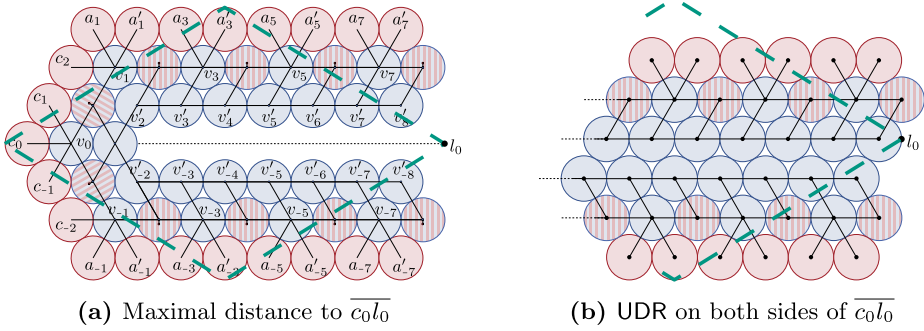 a₁ a′₁ a₃ a′₃ a₅ a′₅ a₇ a′₇
c₂ v₁ v₃ v₅ v₇
c₁ v′₂ v′₃ v′₄ v′₅ v′₆ v′₇ v₈
c₀ v₀ l₀ l₀
c₋₁ v′₋₂ v′₋₃ v′₋₄ v′₋₅ v′₋₆ v′₋₇ v′₋₈
c₋₂ v₋₁ v₋₃ v₋₅ v₋₇
a₋₁ a′₋₁ a₋₃ a′₋₃ a₋₅ a′₋₅ a₋₇ a′₋₇
(a) Maximal distance to c₀l₀
(b) UDR on both sides of c₀l₀